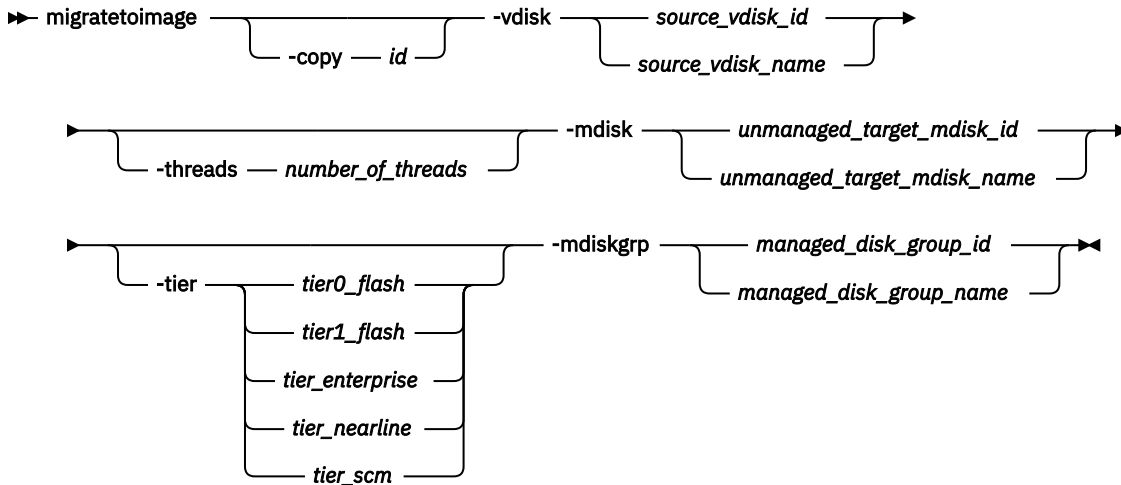 migratetoimage -copy id -vdisk source_vdisk_id
source_vdisk_name
-threads number_of_threads -mdisk unmanaged_target_mdisk_id
unmanaged_target_mdisk_name
-tier tier0_flash -mdiskgrp managed_disk_group_id
managed_disk_group_name
tier1_flash
tier_enterprise
tier_nearline
tier_scm